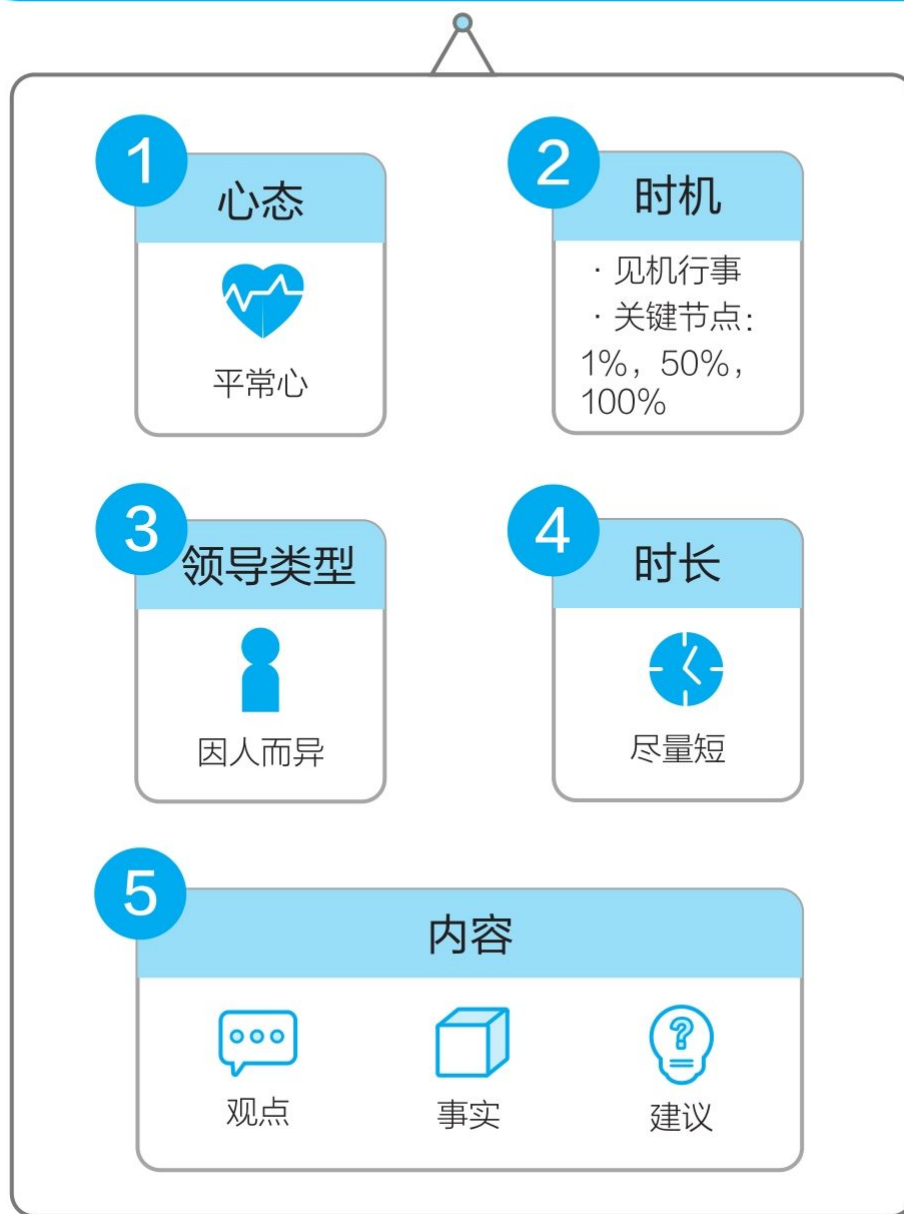 1
心态
平常心
2
时机
· 见机行事
· 关键节点：
1%，50%，
100%
3
领导类型
因人而异
4
时长
尽量短
5
内容
观点
事实
?
建议